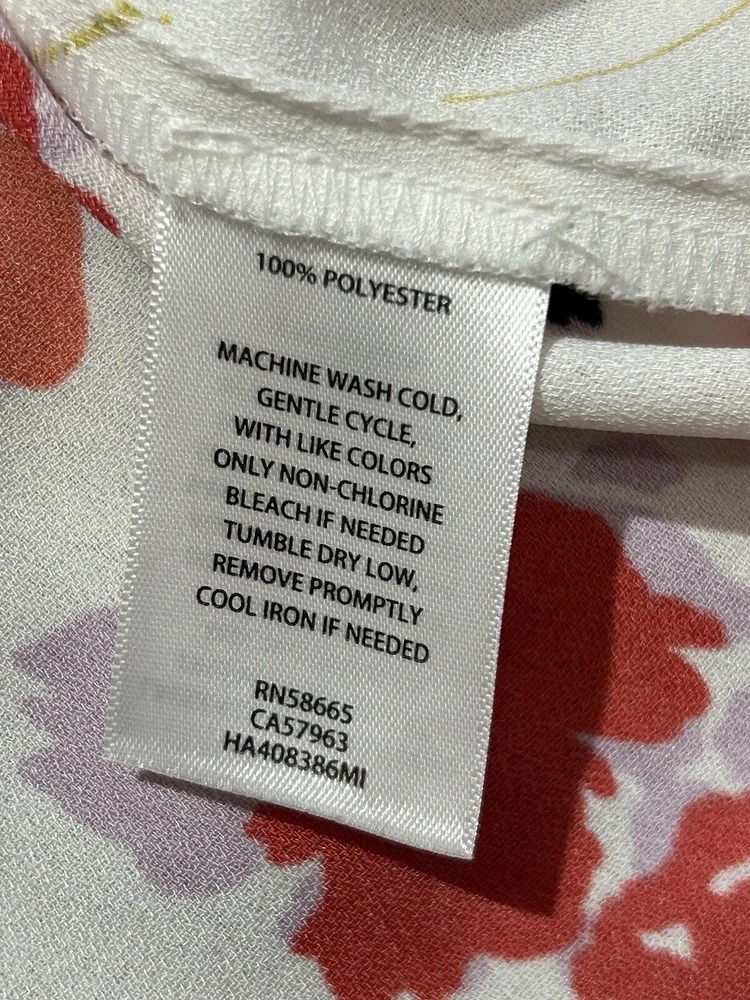 100% POLYESTER
MACHINE WASH COLD,
GENTLE CYCLE,
WITH LIKE COLORS
ONLY NON-CHLORINE
BLEACH IF NEEDED
TUMBLE DRY LOW,
REMOVE PROMPTLY
COOL IRON IF NEEDED
RN58665
CA57963
HA408386MI